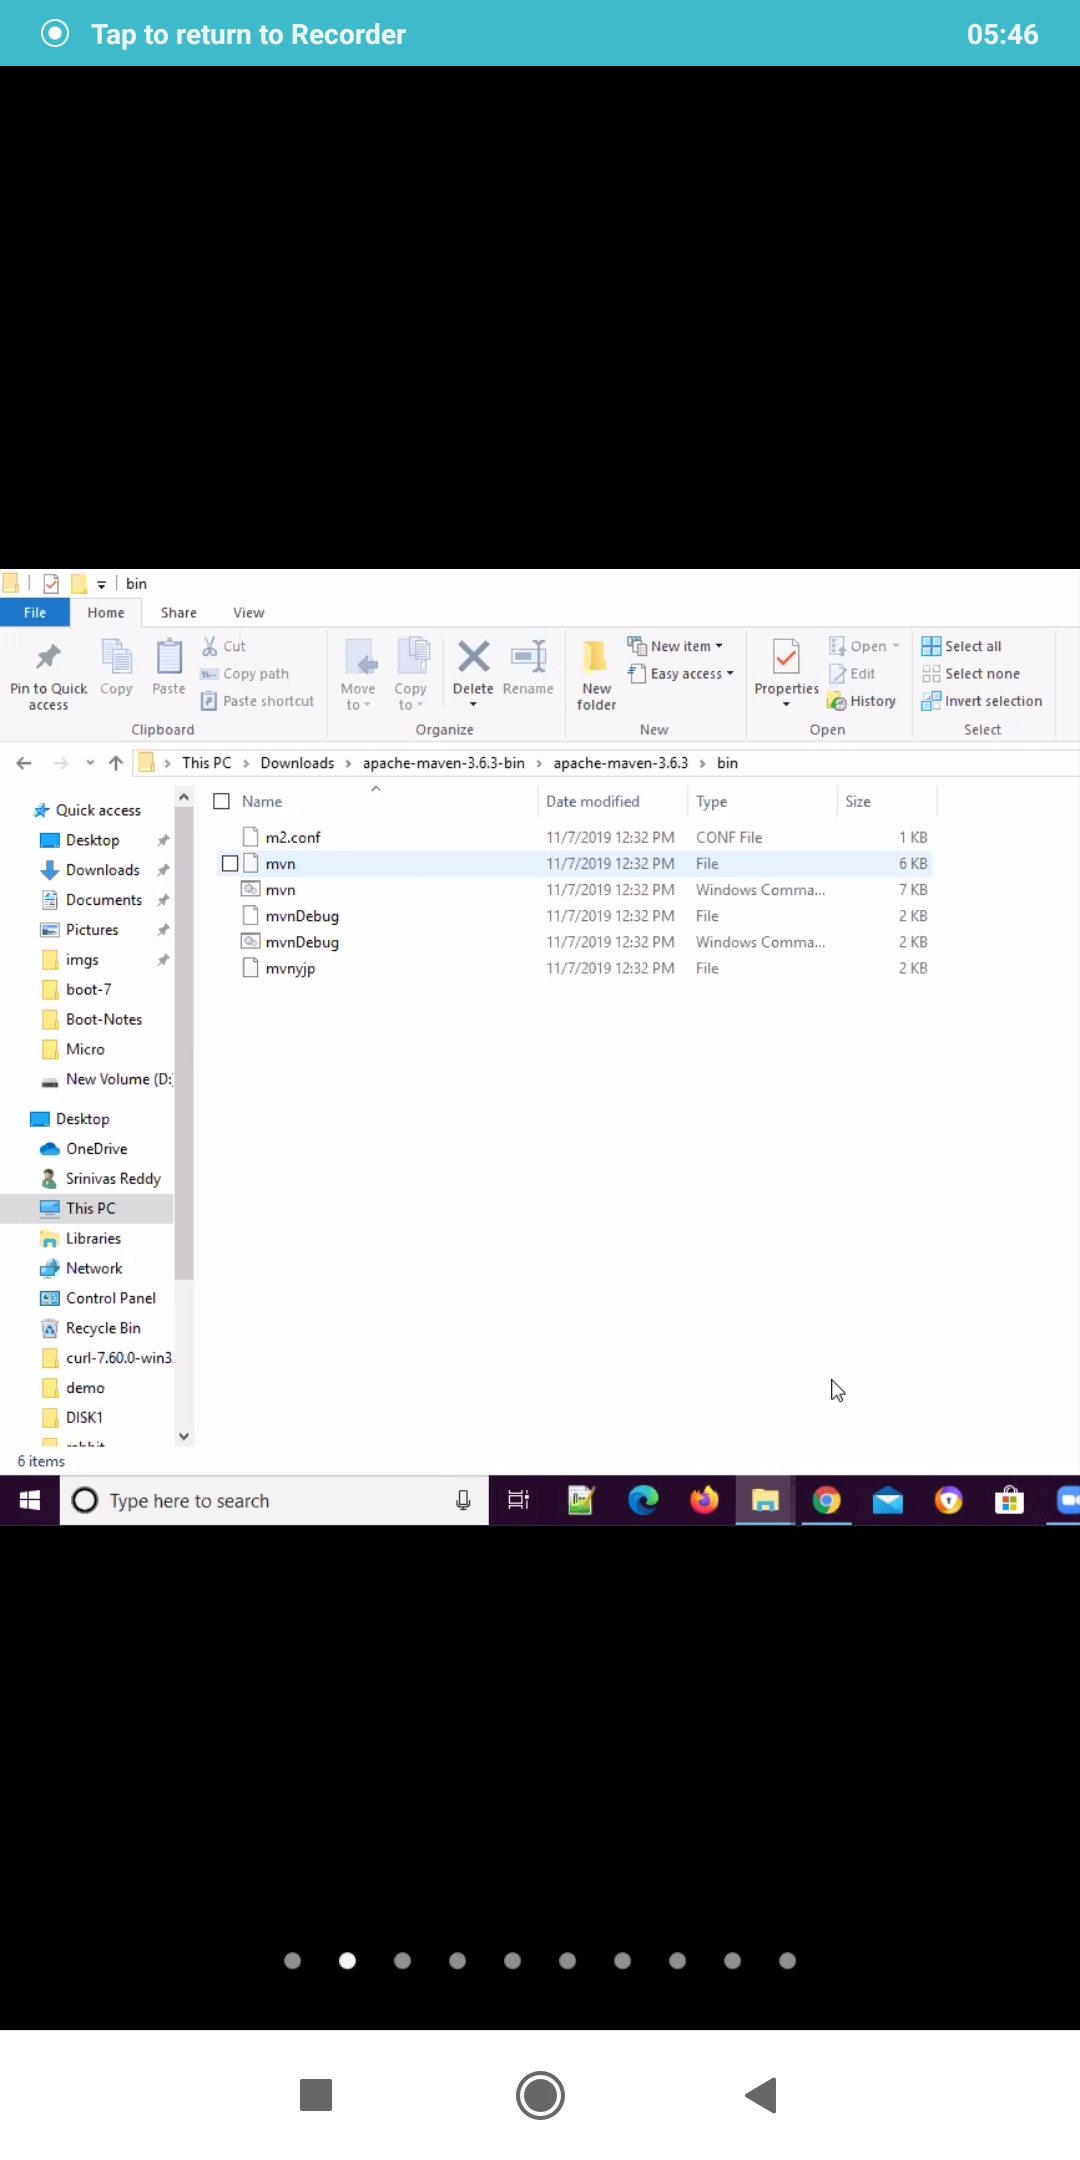 Tap to return to Recorder 05:46
bin
File Home Share View
Pin to Quick access
Copy
Paste
Cut
Copy path
Paste shortcut
Clipboard
Move to
Copy to
Delete
Rename
Organize
New folder
New item
Easy access
New
Properties
Open
Edit
History
Open
Select all
Select none
Invert selection
Select
This PC > Downloads > apache-maven-3.6.3-bin > apache-maven-3.6.3 > bin
Quick access
Desktop
Downloads
Documents
Pictures
imgs
boot-7
Boot-Notes
Micro
New Volume (D:
Desktop
OneDrive
Srinivas Reddy
This PC
Libraries
Network
Control Panel
Recycle Bin
curl-7.60.0-win3
demo
DISK1
Name Date modified Type Size
m2.conf 11/7/2019 12:32 PM CONF File 1 KB
mvn 11/7/2019 12:32 PM File 6 KB
mvn 11/7/2019 12:32 PM Windows Comma... 7 KB
mvnDebug 11/7/2019 12:32 PM File 2 KB
mvnDebug 11/7/2019 12:32 PM Windows Comma... 2 KB
mvnyjp 11/7/2019 12:32 PM File 2 KB
6 items
Type here to search